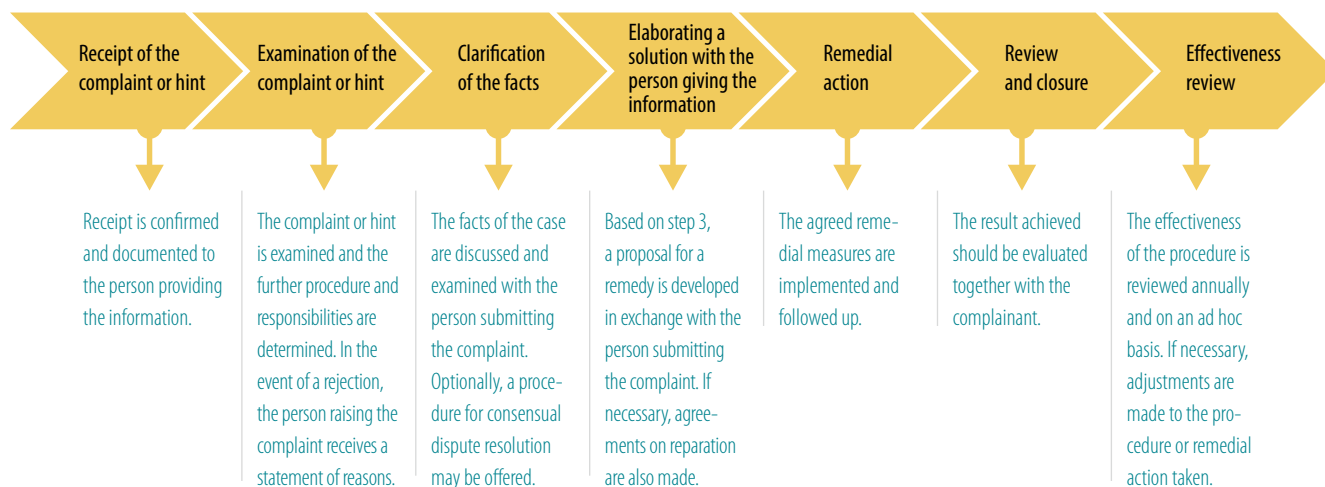 Receipt of the
complaint or hint
Examination of the
complaint or hint
Clarification
of the facts
Elaborating a
solution with the
person giving the
information
Remedial
action
Review
and closure
Effectiveness
review
Receipt is confirmed
and documented to
the person providing
the information.
The complaint or hint
is examined and the
further procedure and
responsibilities are
determined. In the
event of a rejection,
the person raising the
complaint receives a
statement of reasons.
The facts of the case
are discussed and
examined with the
person submitting
the complaint.
Optionally, a proce-
dure for consensual
dispute resolution
may be offered.
Based on step 3,
a proposal for a
remedy is developed
in exchange with the
person submitting
the complaint. If
necessary, agree-
ments on reparation
are also made.
The agreed reme-
dial measures are
implemented and
followed up.
The result achieved
should be evaluated
together with the
complainant.
The effectiveness
of the procedure is
reviewed annually
and on an ad hoc
basis. If necessary,
adjustments are
made to the pro-
cedure or remedial
action taken.